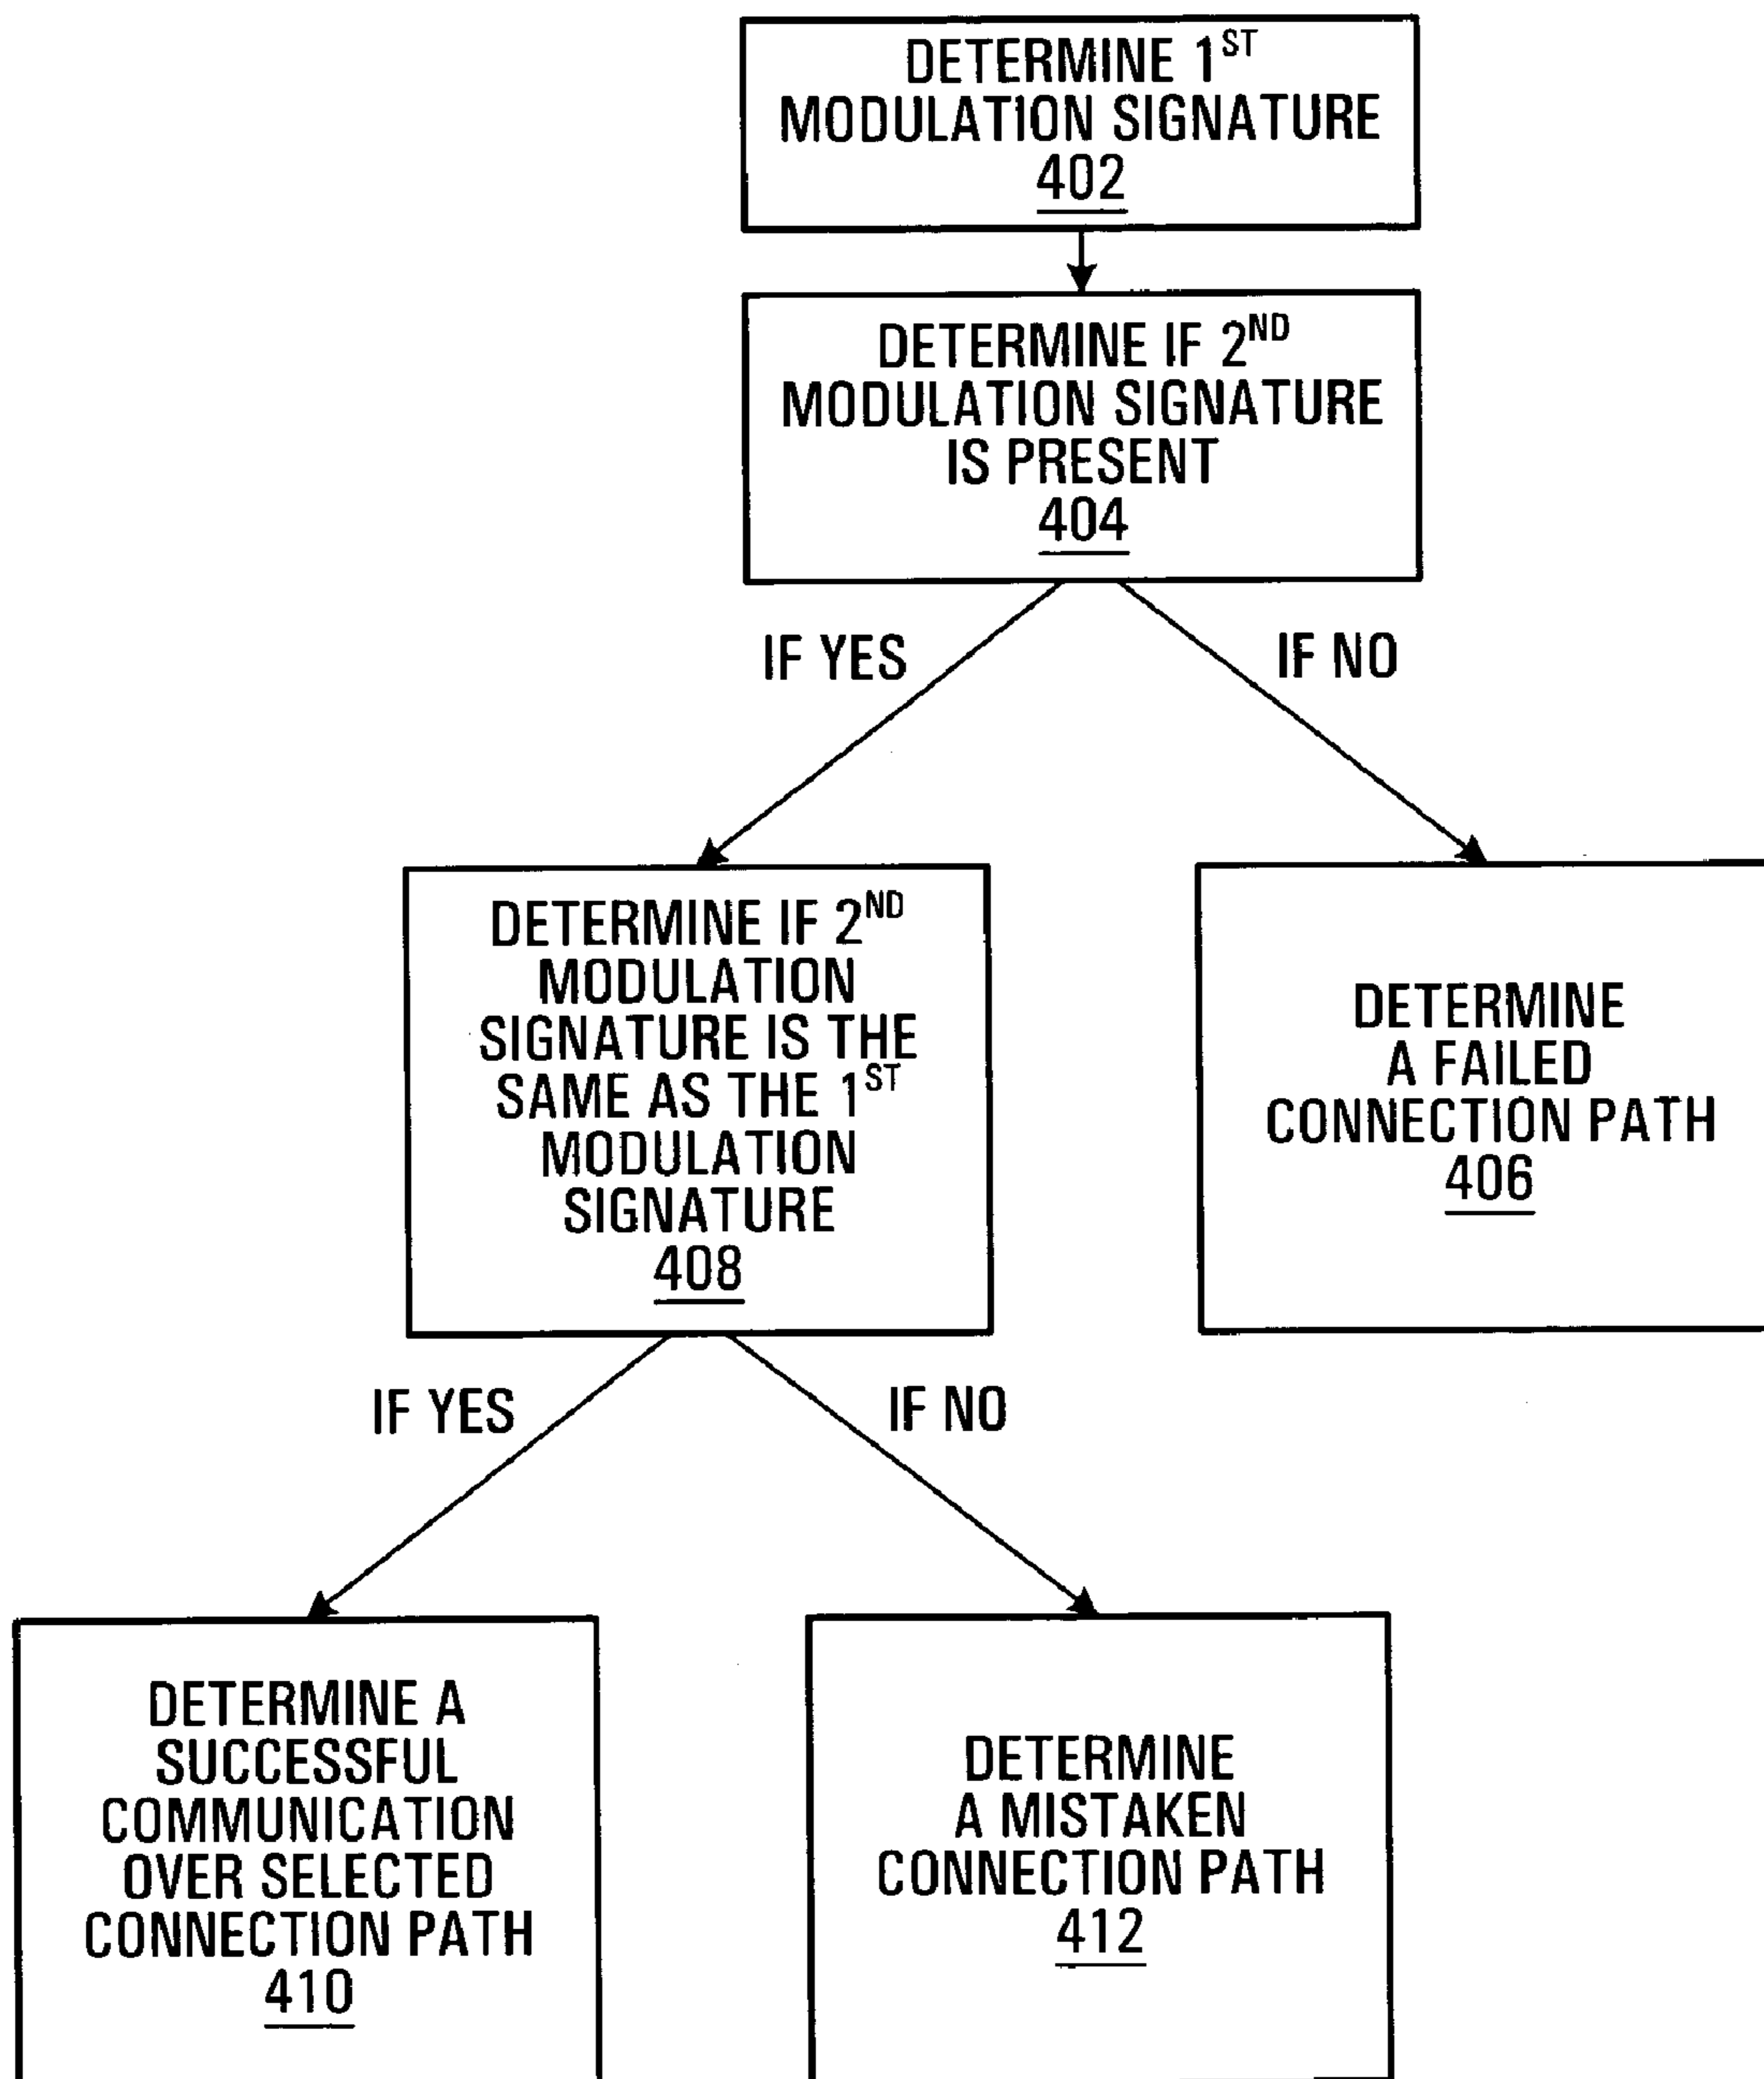 DETERMINE 1ST
MODULATION SIGNATURE
402
DETERMINE IF 2ND
MODULATION SIGNATURE
IS PRESENT
404
IF YES
IF NO
DETERMINE IF 2ND
MODULATION
SIGNATURE IS THE
SAME AS THE 1ST
MODULATION
SIGNATURE
408
DETERMINE
A FAILED
CONNECTION PATH
406
IF YES
IF NO
DETERMINE A
SUCCESSFUL
COMMUNICATION
OVER SELECTED
CONNECTION PATH
410
DETERMINE
A MISTAKEN
CONNECTION PATH
412